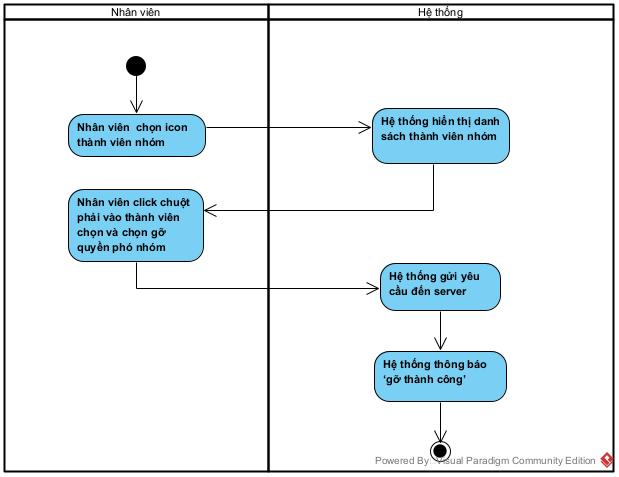 Nhân viên
Hệ thống
Nhân viên chọn icon
thành viên nhóm
Hệ thống hiển thị danh
sách thành viên nhóm
Nhân viên click chuột
phải vào thành viên
chọn và chọn gỡ
quyền phó nhóm
Hệ thống gửi yêu
cầu đến server
Hệ thống thông báo
‘gỡ thành công’
Powered By: Visual Paradigm Community Edition